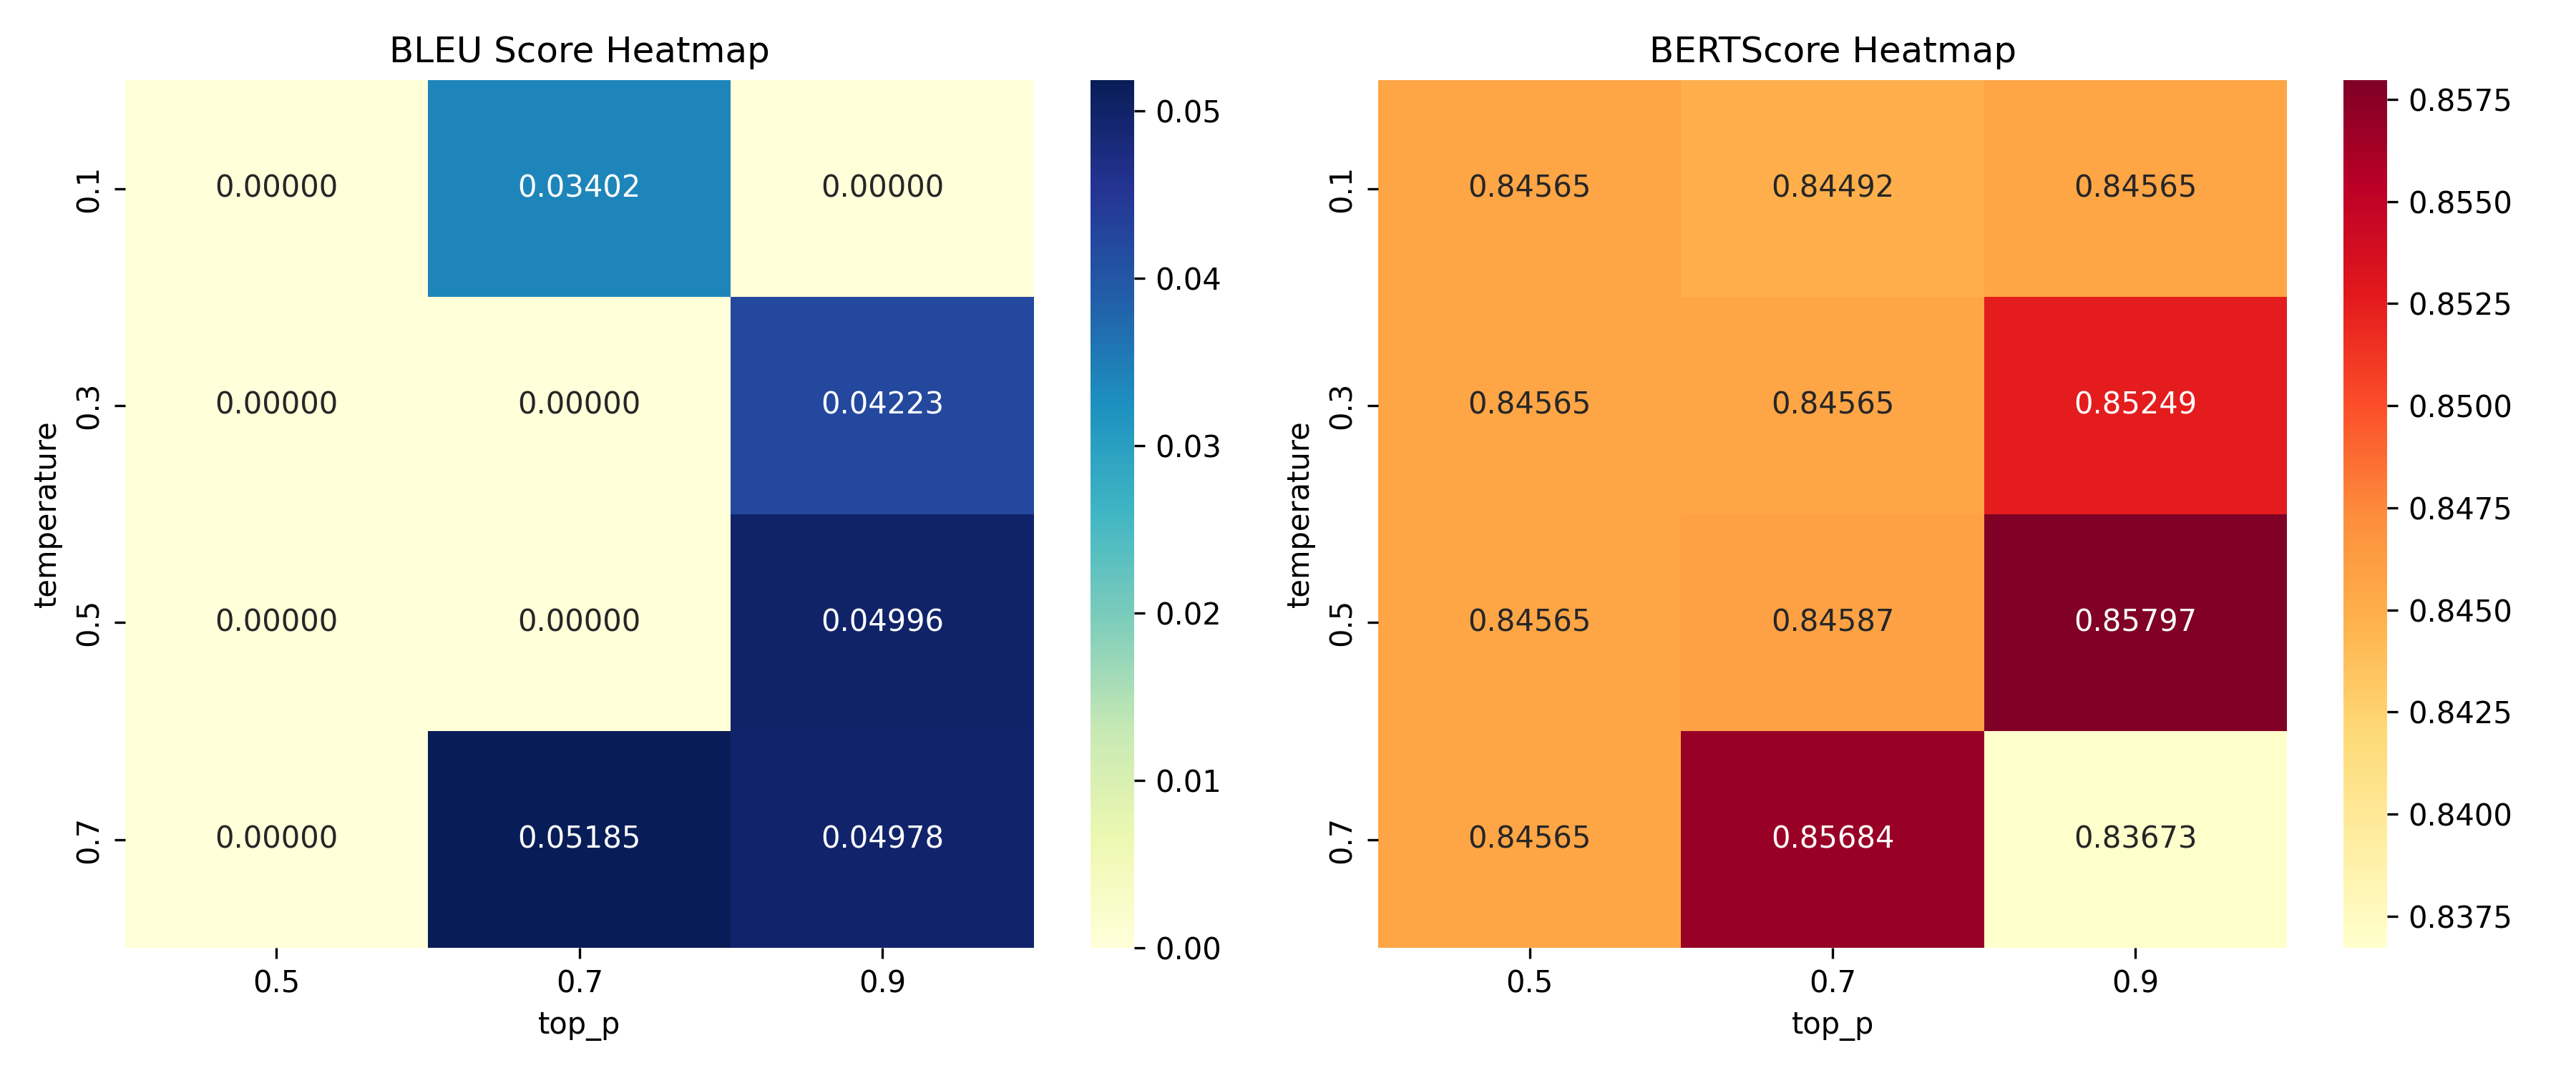 BLEU Score Heatmap
temperature
0.1
0.00000 0.03402 0.00000
0.3
0.00000 0.00000 0.04223
0.5
0.00000 0.00000 0.04996
0.7
0.00000 0.05185 0.04978
0.5 0.7 0.9
top_p
0.05
0.04
0.03
0.02
0.01
0.00
BERTScore Heatmap
temperature
0.1
0.84565 0.84492 0.84565
0.3
0.84565 0.84565 0.85249
0.5
0.84565 0.84587 0.85797
0.7
0.84565 0.85684 0.83673
0.5 0.7 0.9
top_p
0.8575
0.8550
0.8525
0.8500
0.8475
0.8450
0.8425
0.8400
0.8375